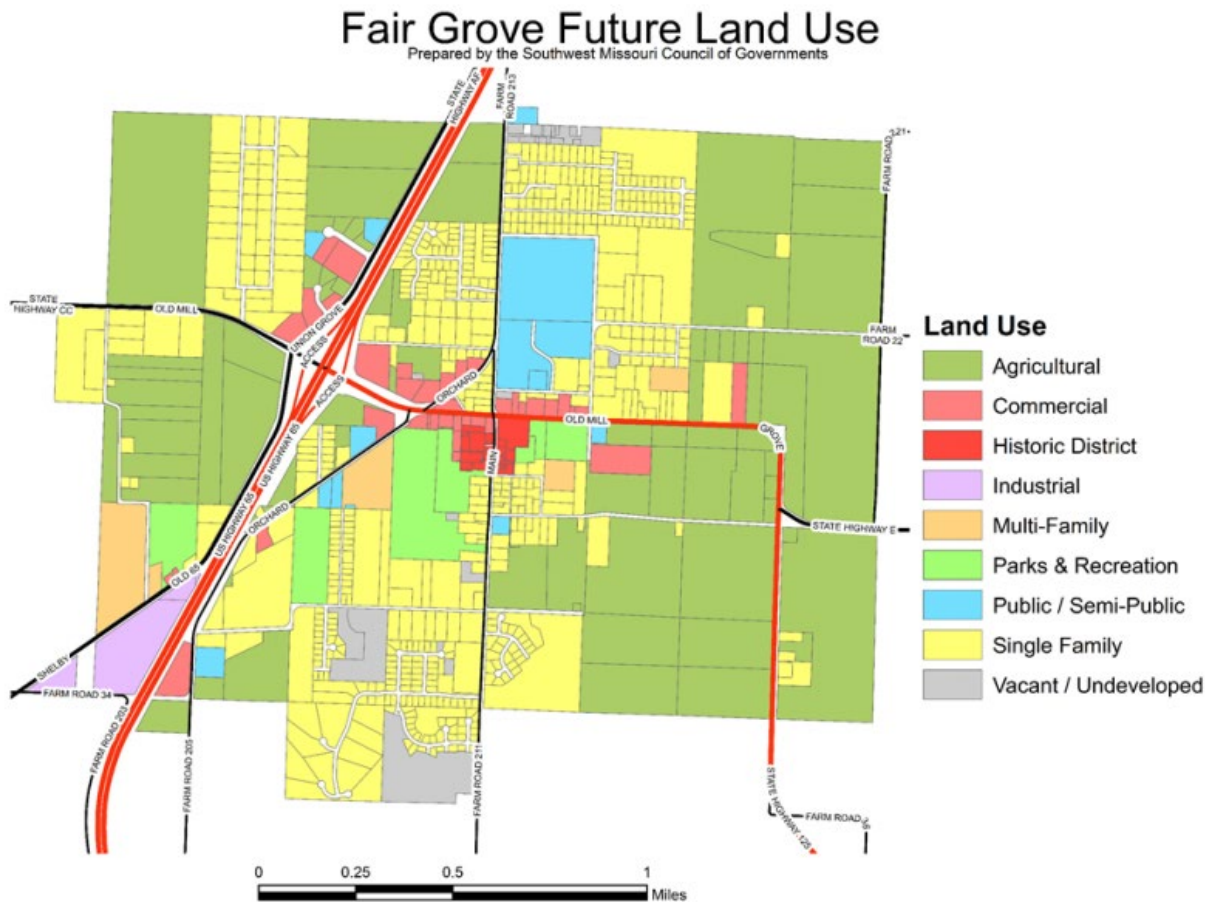 Fair Grove Future Land Use
Prepared by the Southwest Missouri Council of Governments
STATE
HIGHWAY AF
FARM
ROAD 213
FARM ROAD
21+
STATE
HIGHWAY CC
OLD MILL
UNION GROVE
ACCESS
ACCESS
US HIGHWAY 65
ORCHARD
OLD MILL
FARM
ROAD 22
GROVE
MAIN
US HIGHWAY 65
ORCHARD
OLD 65
STATE HIGHWAY E
SHELBY
FARM ROAD 34
FARM ROAD 203
FARM ROAD 205
FARM ROAD 211
STATE HIGHWAY 125
FARM ROAD
Land Use
Agricultural
Commercial
Historic District
Industrial
Multi-Family
Parks & Recreation
Public / Semi-Public
Single Family
Vacant / Undeveloped
0 0.25 0.5 1
Miles